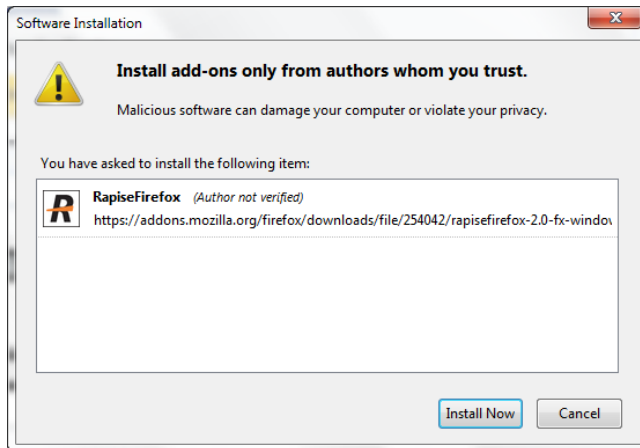 Software Installation
Install add-ons only from authors whom you trust.
Malicious software can damage your computer or violate your privacy.
You have asked to install the following item:
RapiseFirefox (Author not verified)
https://addons.mozilla.org/firefox/downloads/file/254042/rapisefirefox-2.0-fx-window
Install Now Cancel